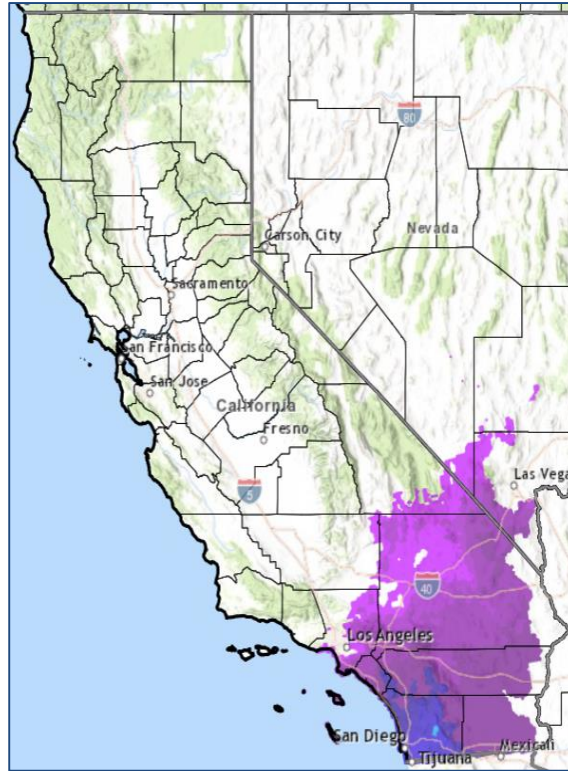 80
Carson City
Nevada
Sacramento
San Francisco
San Jose
California
Fresno
5
Las Vega
40
Los Angeles
San Diego
Tijuana
Mexicali